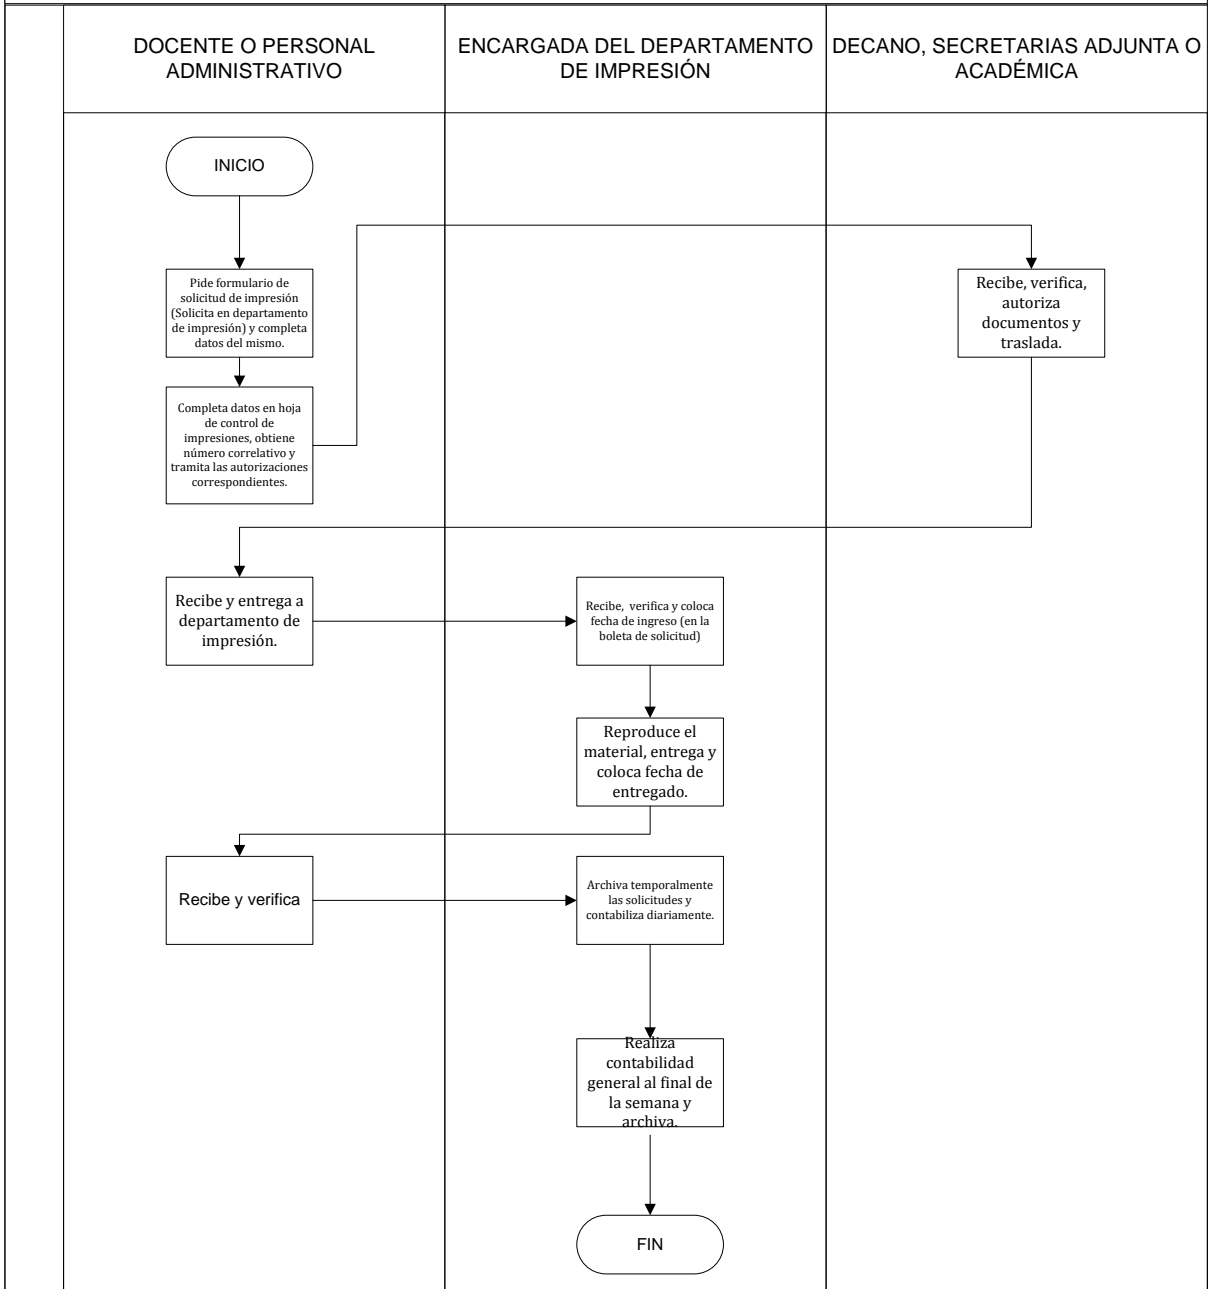 DOCENTE O PERSONAL
ADMINISTRATIVO
ENCARGADA DEL DEPARTAMENTO
DE IMPRESIÓN
DECANO, SECRETARIAS ADJUNTA O
ACADÉMICA
INICIO
Pide formulario de
solicitud de impresión
(Solicita en departamento
de impresión) y completa
datos del mismo.
Recibe, verifica,
autoriza
documentos y
traslada.
Completa datos en hoja
de control de
impresiones, obtiene
número correlativo y
tramita las autorizaciones
correspondientes.
Recibe y entrega a
departamento de
impresión.
Recibe, verifica y coloca
fecha de ingreso (en la
boleta de solicitud)
Reproduce el
material, entrega y
coloca fecha de
entregado.
Recibe y verifica
Archiva temporalmente
las solicitudes y
contabiliza diariamente.
Realiza
contabilidad
general al final de
la semana y
archiva.
FIN